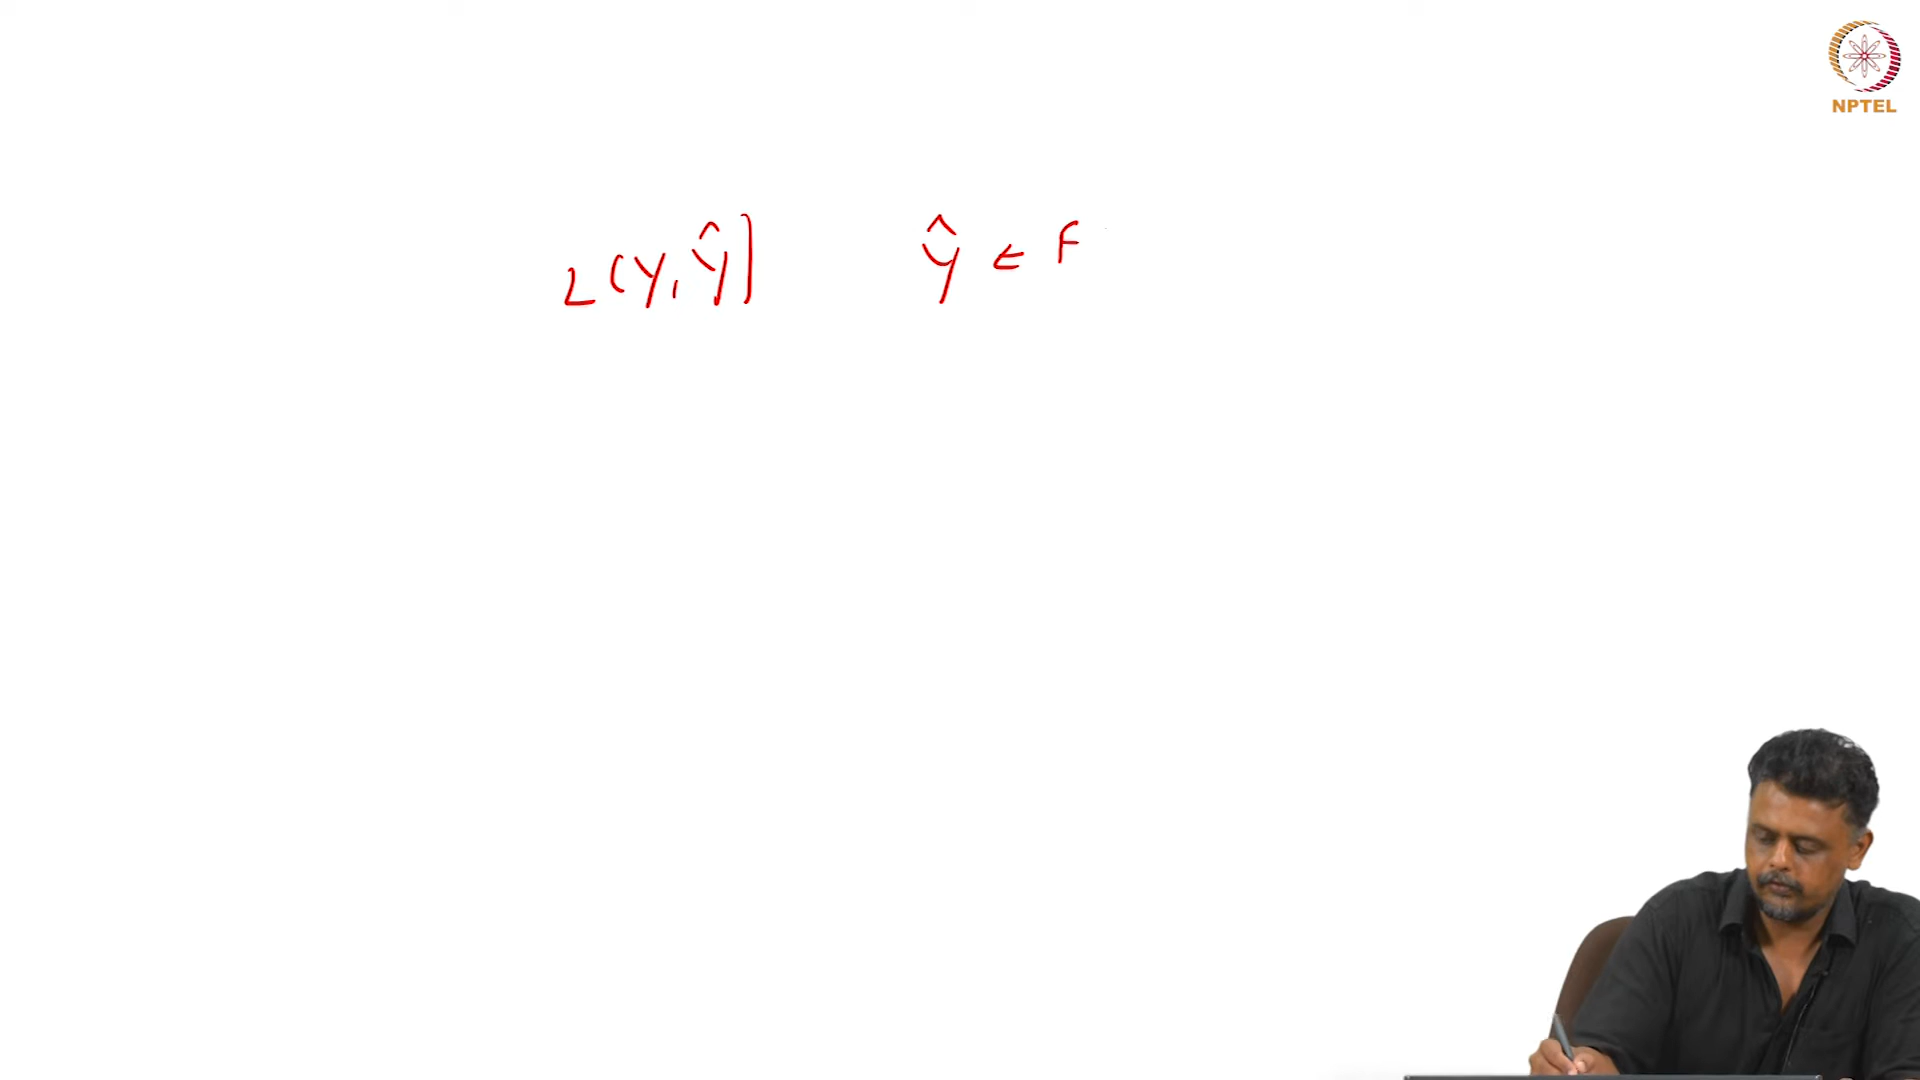 NPTEL
L(y, ŷ) ŷ ∈ F